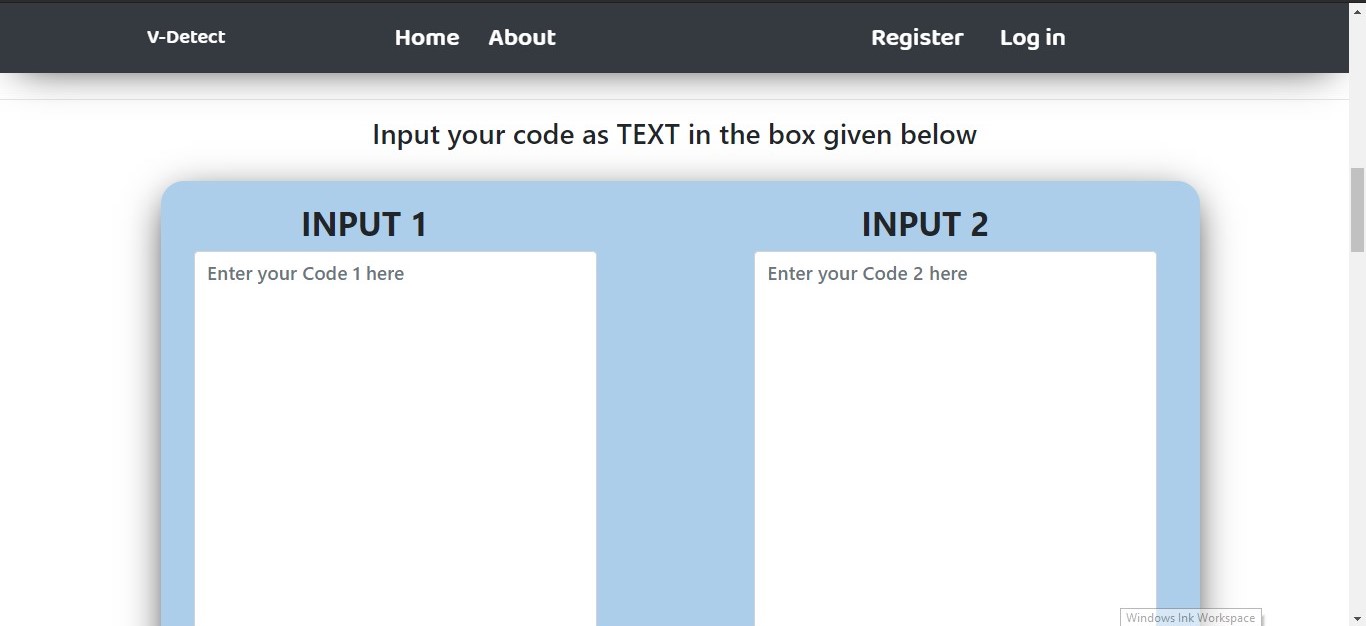 V-Detect Home About Register Log in
Input your code as TEXT in the box given below
INPUT 1 INPUT 2
Enter your Code 1 here Enter your Code 2 here
Windows Ink Workspace